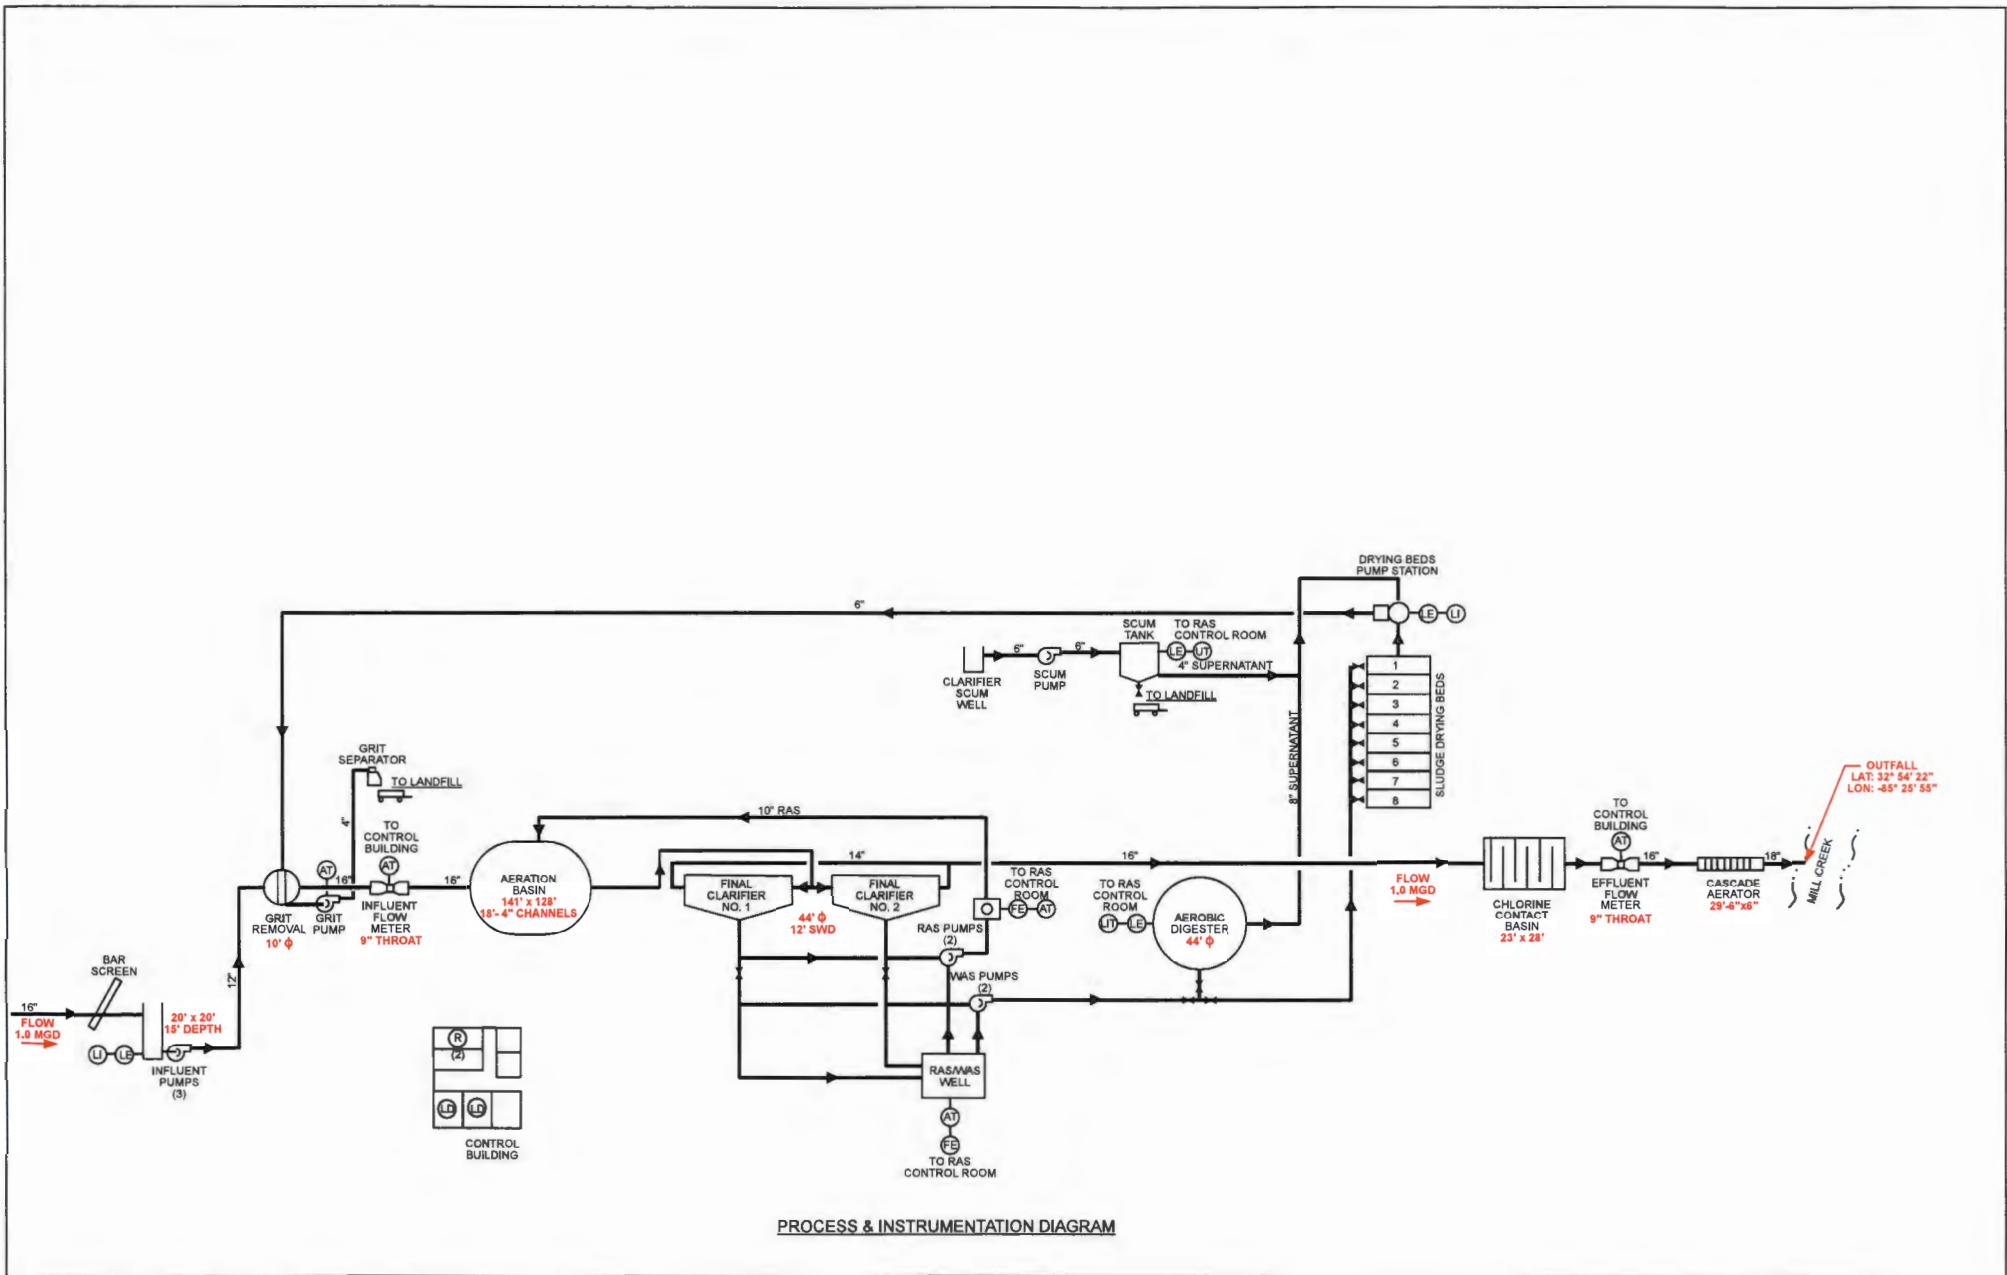 DRYING BEDS
PUMP STATION
6"
LE
LI
SCUM
TANK
TO RAS
CONTROL ROOM
LE
UT
6"
6"
4" SUPERNATANT
CLARIFIER
SCUM
WELL
SCUM
PUMP
TO LANDFILL
1
2
3
4
5
6
7
8
SLUDGE DRYING BEDS
8" SUPERNATANT
GRIT
SEPARATOR
TO LANDFILL
4"
OUTFALL
LAT: 32° 54' 22"
LON: -85° 25' 55"
10" RAS
TO
CONTROL
BUILDING
AT
AT
16"
16"
GRIT
REMOVAL
10' ф
GRIT
PUMP
INFLUENT
FLOW
METER
9" THROAT
AERATION
BASIN
141' x 128'
18'- 4" CHANNELS
14"
FINAL
CLARIFIER
NO. 1
FINAL
CLARIFIER
NO. 2
44' ф
12' SWD
16"
TO RAS
CONTROL
ROOM
FE
AT
RAS PUMPS
(2)
WAS PUMPS
(2)
TO RAS
CONTROL
ROOM
LIT
LE
AEROBIC
DIGESTER
44' ф
FLOW
1.0 MGD
CHLORINE
CONTACT
BASIN
23' x 28'
TO
CONTROL
BUILDING
AT
16"
EFFLUENT
FLOW
METER
9" THROAT
18"
CASCADE
AERATOR
29'-6"x6"
MILL CREEK
BAR
SCREEN
12"
16"
FLOW
1.0 MGD
20' x 20'
15' DEPTH
LI
LE
INFLUENT
PUMPS
(3)
R
(2)
LD
LD
CONTROL
BUILDING
RAS/WAS
WELL
AT
FE
TO RAS
CONTROL ROOM
PROCESS & INSTRUMENTATION DIAGRAM